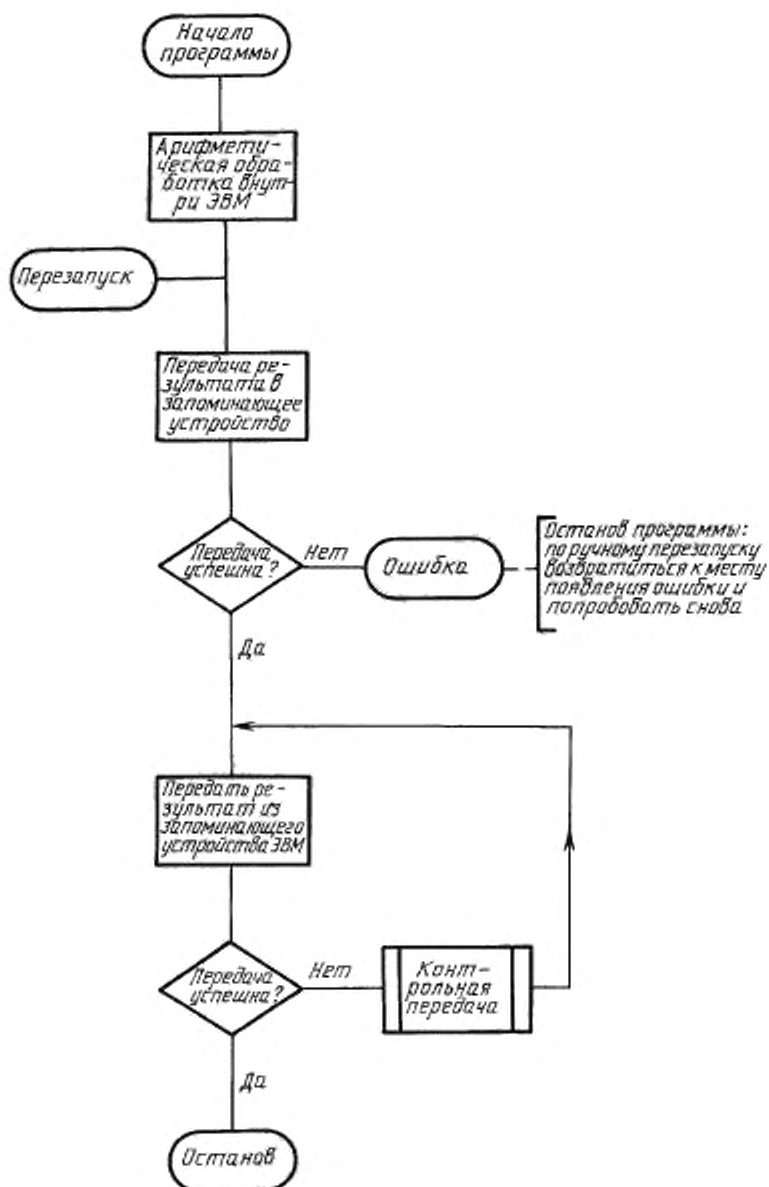 Начало
программы
Арифмети-
ческая обра-
ботка внут-
ри ЭВМ
Перезапуск
Передача ре-
зультата в
запоминающее
устройство
Передача
успешна?
Нет
Ошибка
Останов программы:
по ручному перезапуску
возвратиться к месту
появления ошибки и
попробовать снова
Да
Передать ре-
зультат из
запоминающего
устройства ЭВМ
Передача
успешна?
Нет
Конт-
рольная
передача
Да
Останов